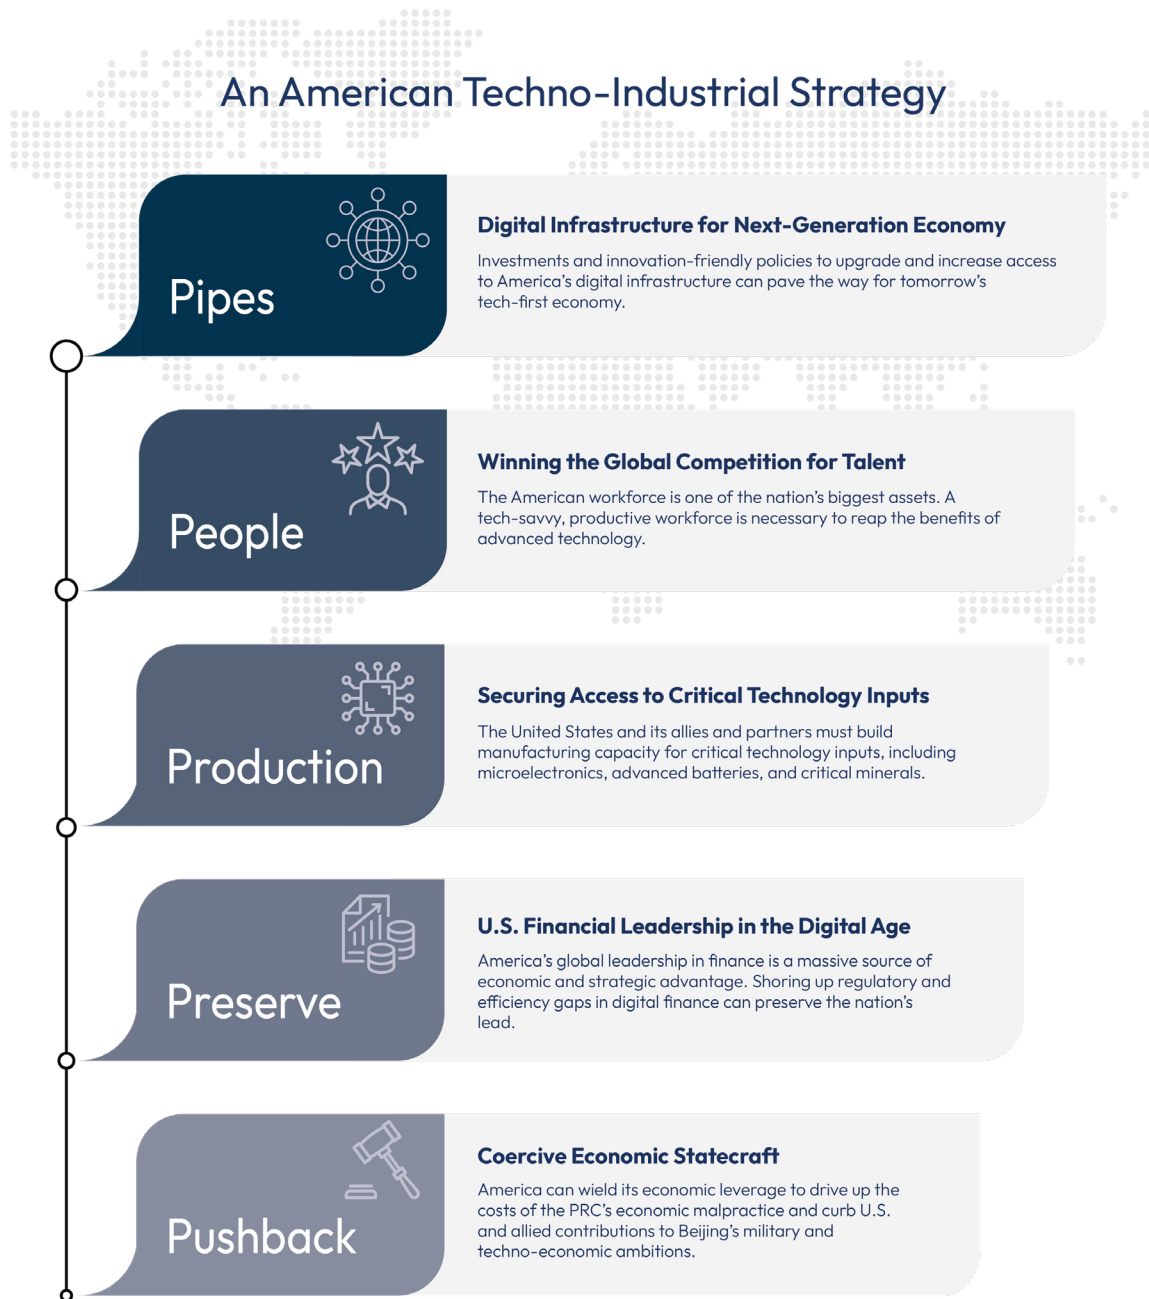 An American Techno-Industrial Strategy
Pipes
Digital Infrastructure for Next-Generation Economy
Investments and innovation-friendly policies to upgrade and increase access
to America's digital infrastructure can pave the way for tomorrow's
tech-first economy.
People
Winning the Global Competition for Talent
The American workforce is one of the nation's biggest assets. A
tech-savvy, productive workforce is necessary to reap the benefits of
advanced technology.
Production
Securing Access to Critical Technology Inputs
The United States and its allies and partners must build
manufacturing capacity for critical technology inputs, including
microelectronics, advanced batteries, and critical minerals.
Preserve
U.S. Financial Leadership in the Digital Age
America's global leadership in finance is a massive source of
economic and strategic advantage. Shoring up regulatory and
efficiency gaps in digital finance can preserve the nation's
lead.
Pushback
Coercive Economic Statecraft
America can wield its economic leverage to drive up the
costs of the PRC's economic malpractice and curb U.S.
and allied contributions to Beijing's military and
techno-economic ambitions.